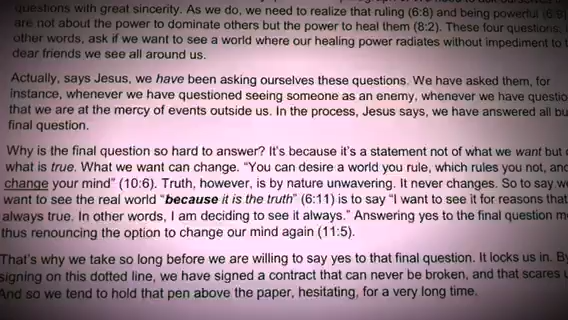 questions with great sincerity. As we do, we need to realize that ruling (6:8) and being powerful (6:9)
are not about the power to dominate others but the power to heal them (8:2). These four questions, i
other words, ask if we want to see a world where our healing power radiates without impediment to t
dear friends we see all around us.
Actually, says Jesus, we have been asking ourselves these questions. We have asked them, for
instance, whenever we have questioned seeing someone as an enemy, whenever we have questio
that we are at the mercy of events outside us. In the process, Jesus says, we have answered all bu
final question.
Why is the final question so hard to answer? It's because it's a statement not of what we want but
what is true. What we want can change. "You can desire a world you rule, which rules you not, and
change your mind" (10:6). Truth, however, is by nature unwavering. It never changes. So to say we
want to see the real world "because it is the truth" (6:11) is to say "I want to see it for reasons that
always true. In other words, I am deciding to see it always." Answering yes to the final question m
thus renouncing the option to change our mind again (11:5).
That's why we take so long before we are willing to say yes to that final question. It locks us in. By
signing on this dotted line, we have signed a contract that can never be broken, and that scares u
And so we tend to hold that pen above the paper, hesitating, for a very long time.